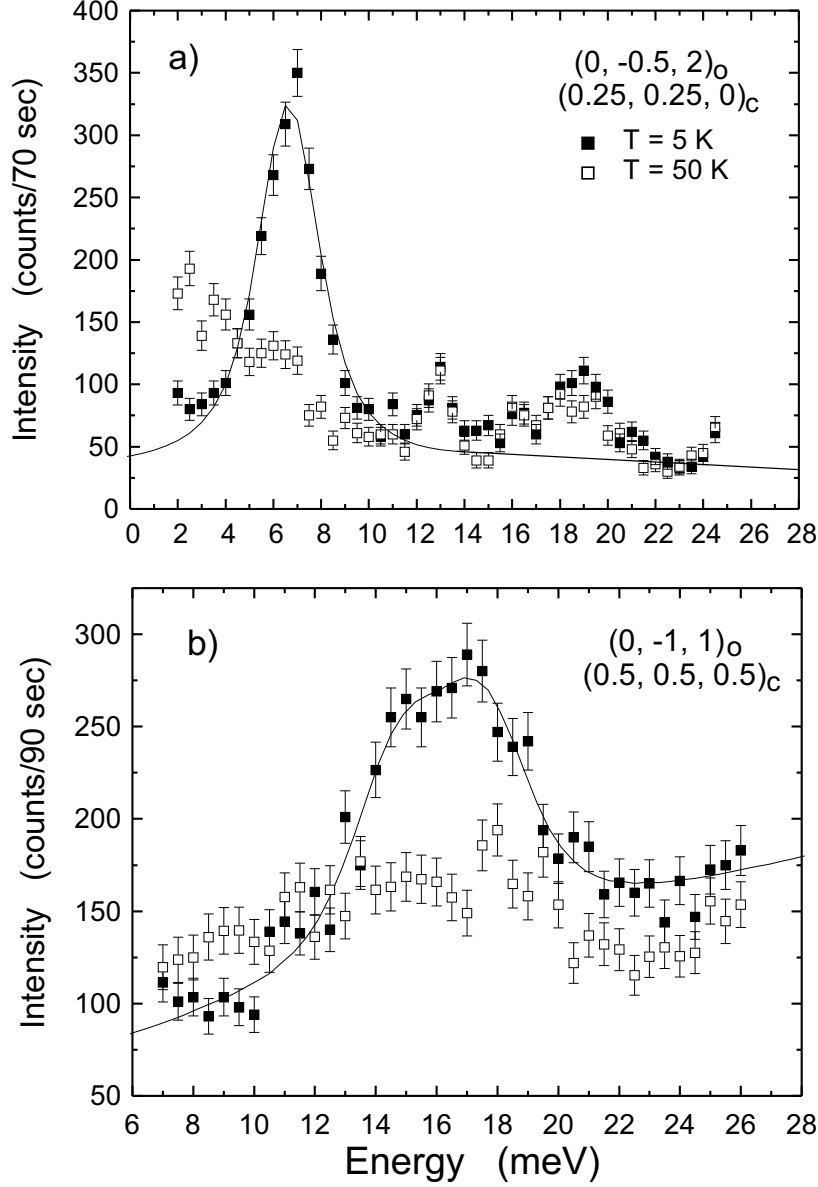 400
350
300
250
200
150
100
50
0
Intensity (counts/70 sec)
a)
(0, -0.5, 2)o
(0.25, 0.25, 0)c
T = 5 K
T = 50 K
0 2 4 6 8 10 12 14 16 18 20 22 24 26 28
300
250
200
150
100
50
Intensity (counts/90 sec)
b)
(0, -1, 1)o
(0.5, 0.5, 0.5)c
6 8 10 12 14 16 18 20 22 24 26 28
Energy (meV)